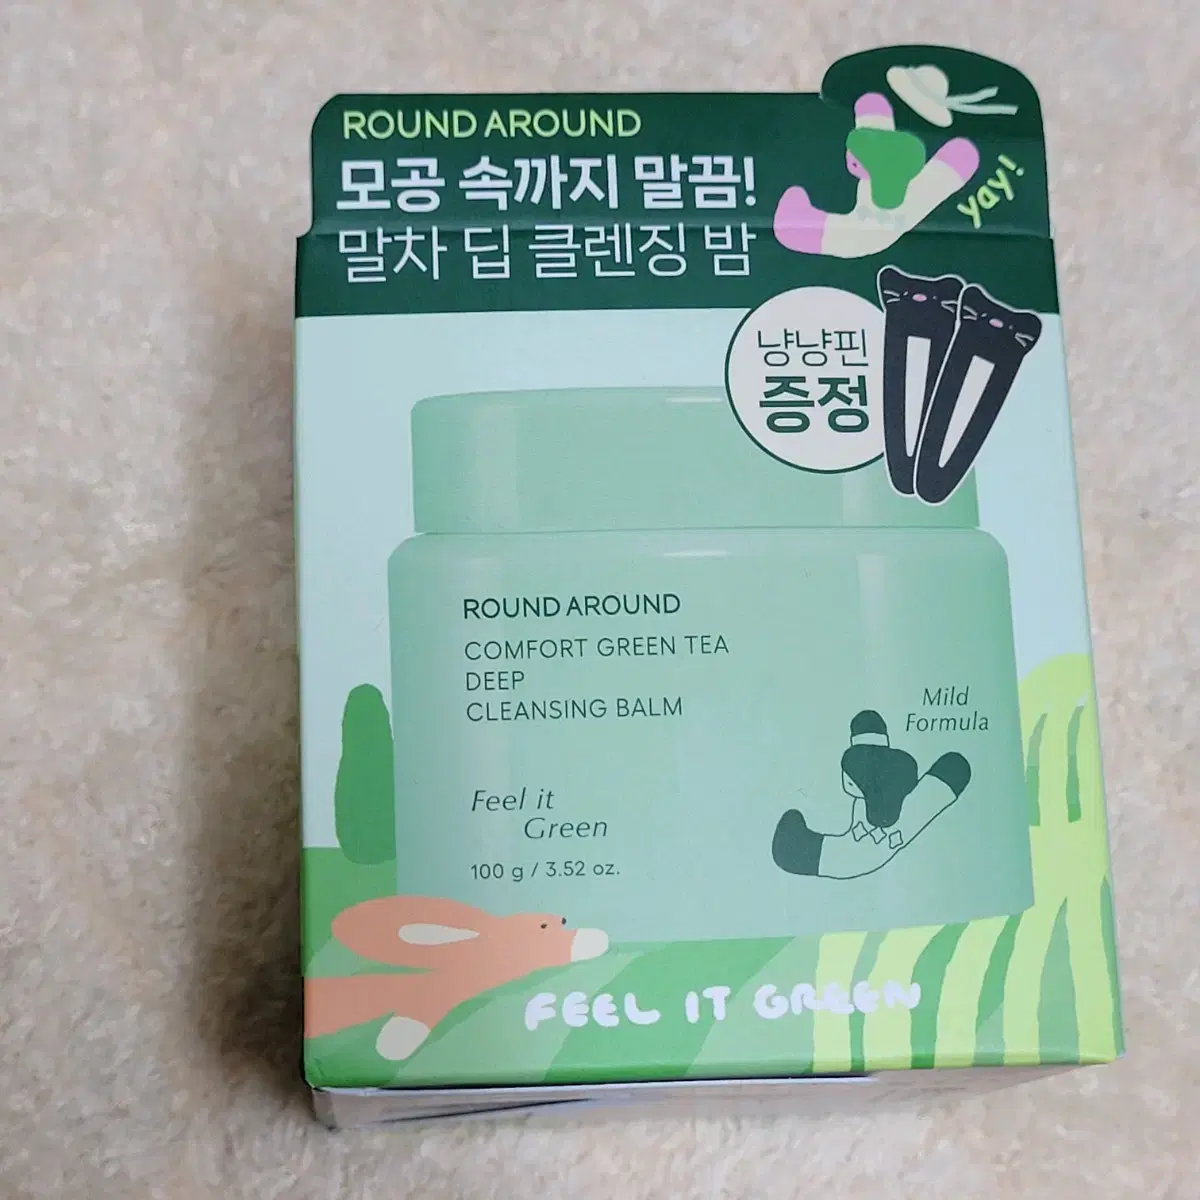 ROUND AROUND
모공 속까지 말끔!
말차 딥 클렌징 밤
yay!
냥냥핀
증정
ROUND AROUND
COMFORT GREEN TEA
DEEP
CLEANSING BALM
Mild
Formula
Feel it
Green
100 g / 3.52 oz.
FEEL IT GREEN